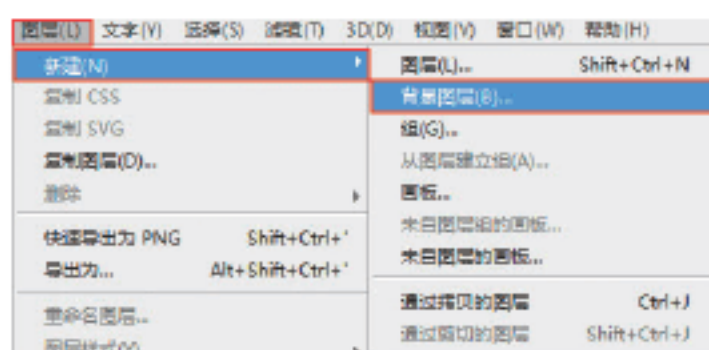 图层(L) 文字(Y) 选择(S) 滤镜(T) 3D(D) 视图(V) 窗口(W) 帮助(H)
新建(N)
复制 CSS
复制 SVG
复制图层(D)...
删除
快速导出为 PNG Shift+Ctrl+'
导出为... Alt+Shift+Ctrl+'
重命名图层...
图层样式(Y)
图层(L)... Shift+Ctrl+N
背景图层(B)...
组(G)...
从图层建立组(A)...
画板...
来自图层组的画板...
来自图层的画板...
通过拷贝的图层 Ctrl+J
通过剪切的图层 Shift+Ctrl+J